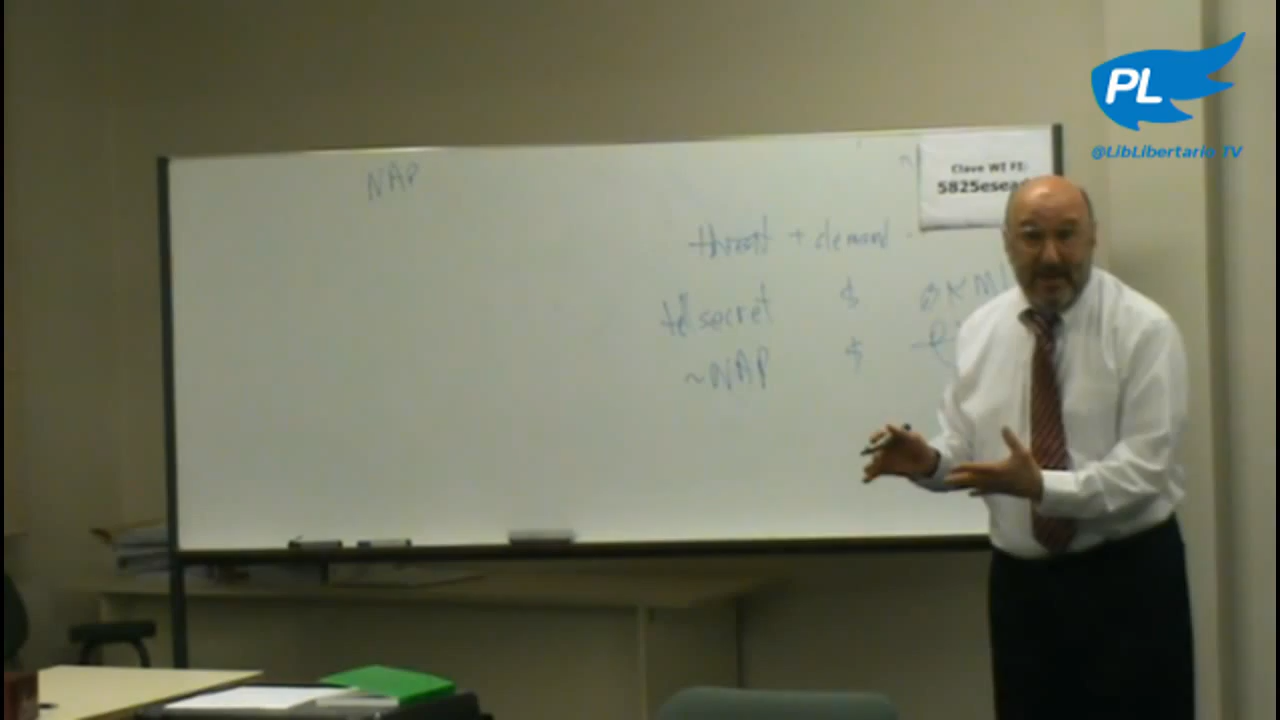 PL
@LibLibertario TV
NAP
Clave WI FI:
5825esea
threat + demand
tell secret $
~NAP $